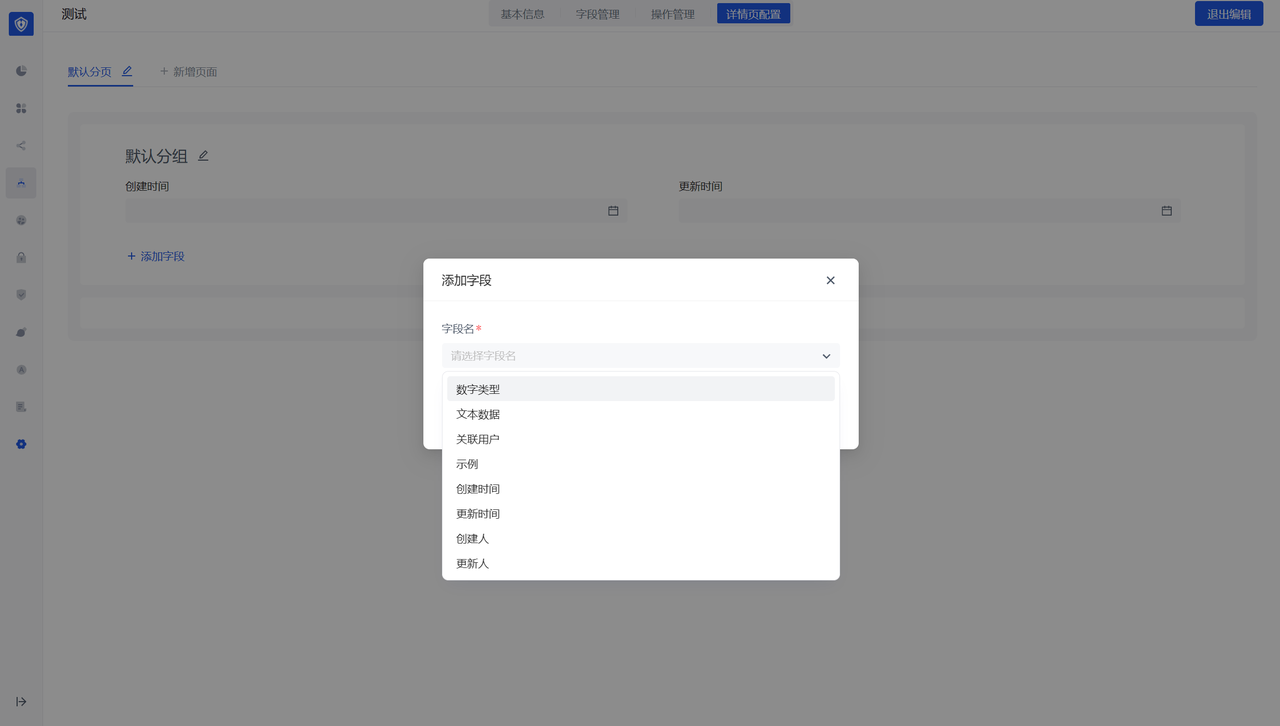 测试
基本信息
字段管理
操作管理
详情页配置
退出编辑
默认分页
+ 新增页面
默认分组
创建时间
更新时间
+ 添加字段
添加字段
字段名*
请选择字段名
数字类型
文本数据
关联用户
示例
创建时间
更新时间
创建人
更新人